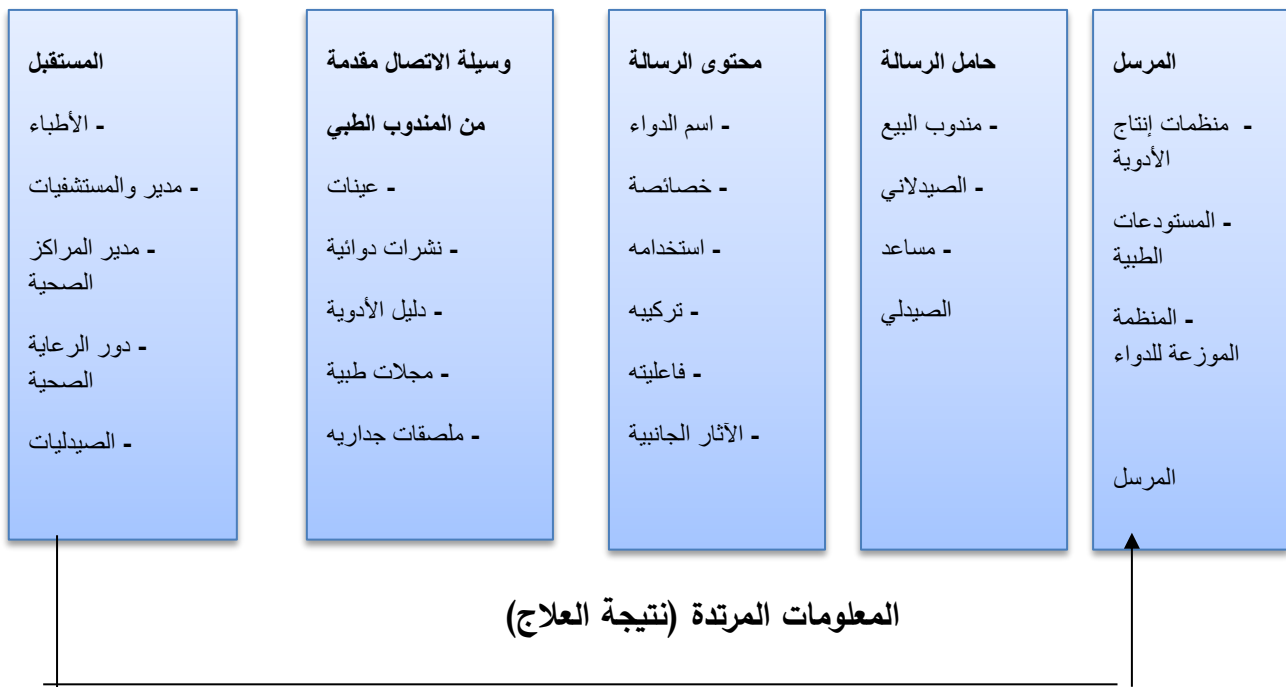 المرسل
- منظمات إنتاج
الأدوية
- المستودعات
الطبية
- المنظمة
الموزعة للدواء
المرسل
حامل الرسالة
- مندوب البيع
- الصيدلاني
- مساعد
الصيدلي
محتوى الرسالة
- اسم الدواء
- خصائصة
- استخدامه
- تركيبه
- فاعليته
- الآثار الجانبية
وسيلة الاتصال مقدمة
من المندوب الطبي
- عينات
- نشرات دوائية
- دليل الأدوية
- مجلات طبية
- ملصقات جداريه
المستقبل
- الأطباء
- مدير والمستشفيات
- مدير المراكز
الصحية
- دور الرعاية
الصحية
- الصيدليات
المعلومات المرتدة (نتيجة العلاج)